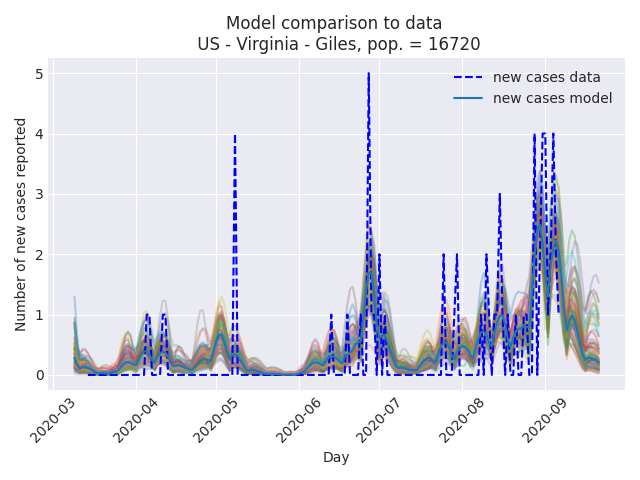 Model comparison to data
US - Virginia - Giles, pop. = 16720
new cases data
new cases model
Number of new cases reported
5
4
3
2
1
0
2020-03
2020-04
2020-05
2020-06
2020-07
2020-08
2020-09
Day